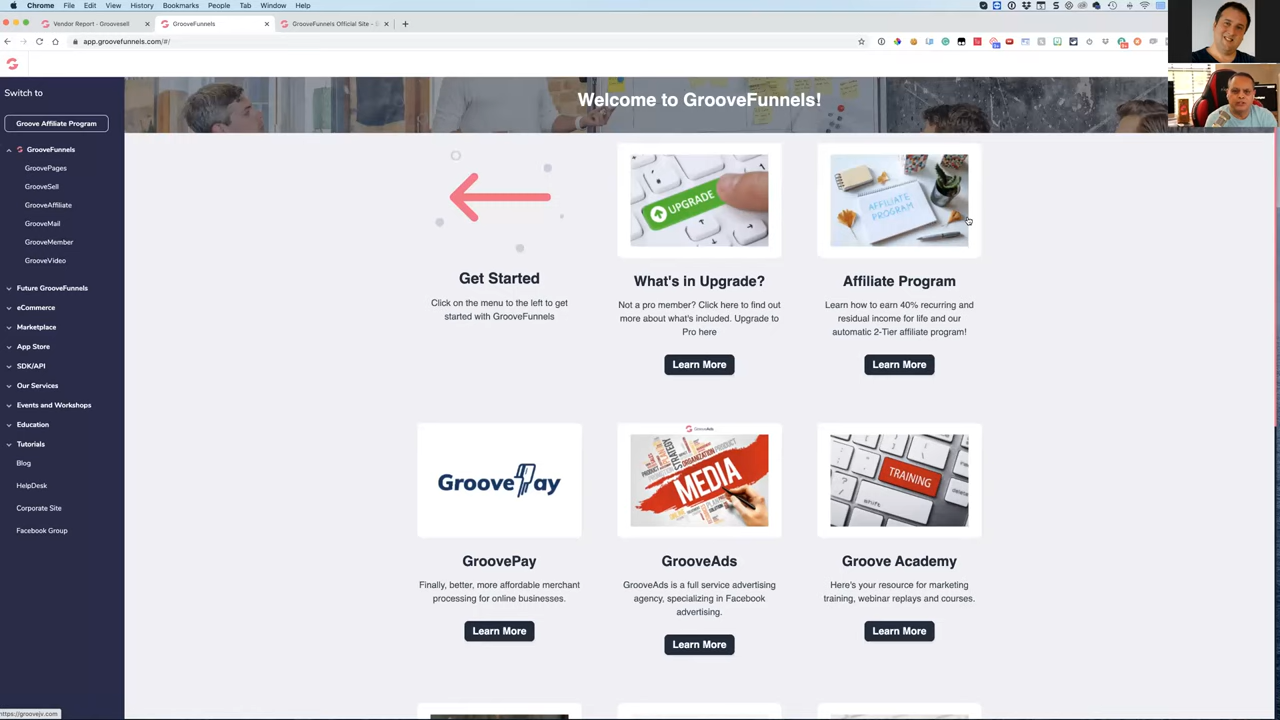 Chrome File Edit View History Bookmarks People Tab Window Help
Vendor Report - Groovesell
GrooveFunnels
GrooveFunnels Official Site - S
app.groovefunnels.com/#/
Switch to
Groove Affiliate Program
GrooveFunnels
GroovePages
GrooveSell
GrooveAffiliate
GrooveMail
GrooveMember
GrooveVideo
Future GrooveFunnels
eCommerce
Marketplace
App Store
SDK/API
Our Services
Events and Workshops
Education
Tutorials
Blog
HelpDesk
Corporate Site
Facebook Group
https://groovejv.com
Welcome to GrooveFunnels!
UPGRADE
AFFILIATE
PROGRAM
Get Started
Click on the menu to the left to get
started with GrooveFunnels
What's in Upgrade?
Not a pro member? Click here to find out
more about what's included. Upgrade to
Pro here
Learn More
Affiliate Program
Learn how to earn 40% recurring and
residual income for life and our
automatic 2-Tier affiliate program!
Learn More
GroovePay
GroovePay
Finally, better, more affordable merchant
processing for online businesses.
Learn More
GrooveAds
STRATEGY
ORGANIZATION PRODUCT
MEDIA
GrooveAds
GrooveAds is a full service advertising
agency, specializing in Facebook
advertising.
Learn More
TRAINING
Groove Academy
Here's your resource for marketing
training, webinar replays and courses.
Learn More